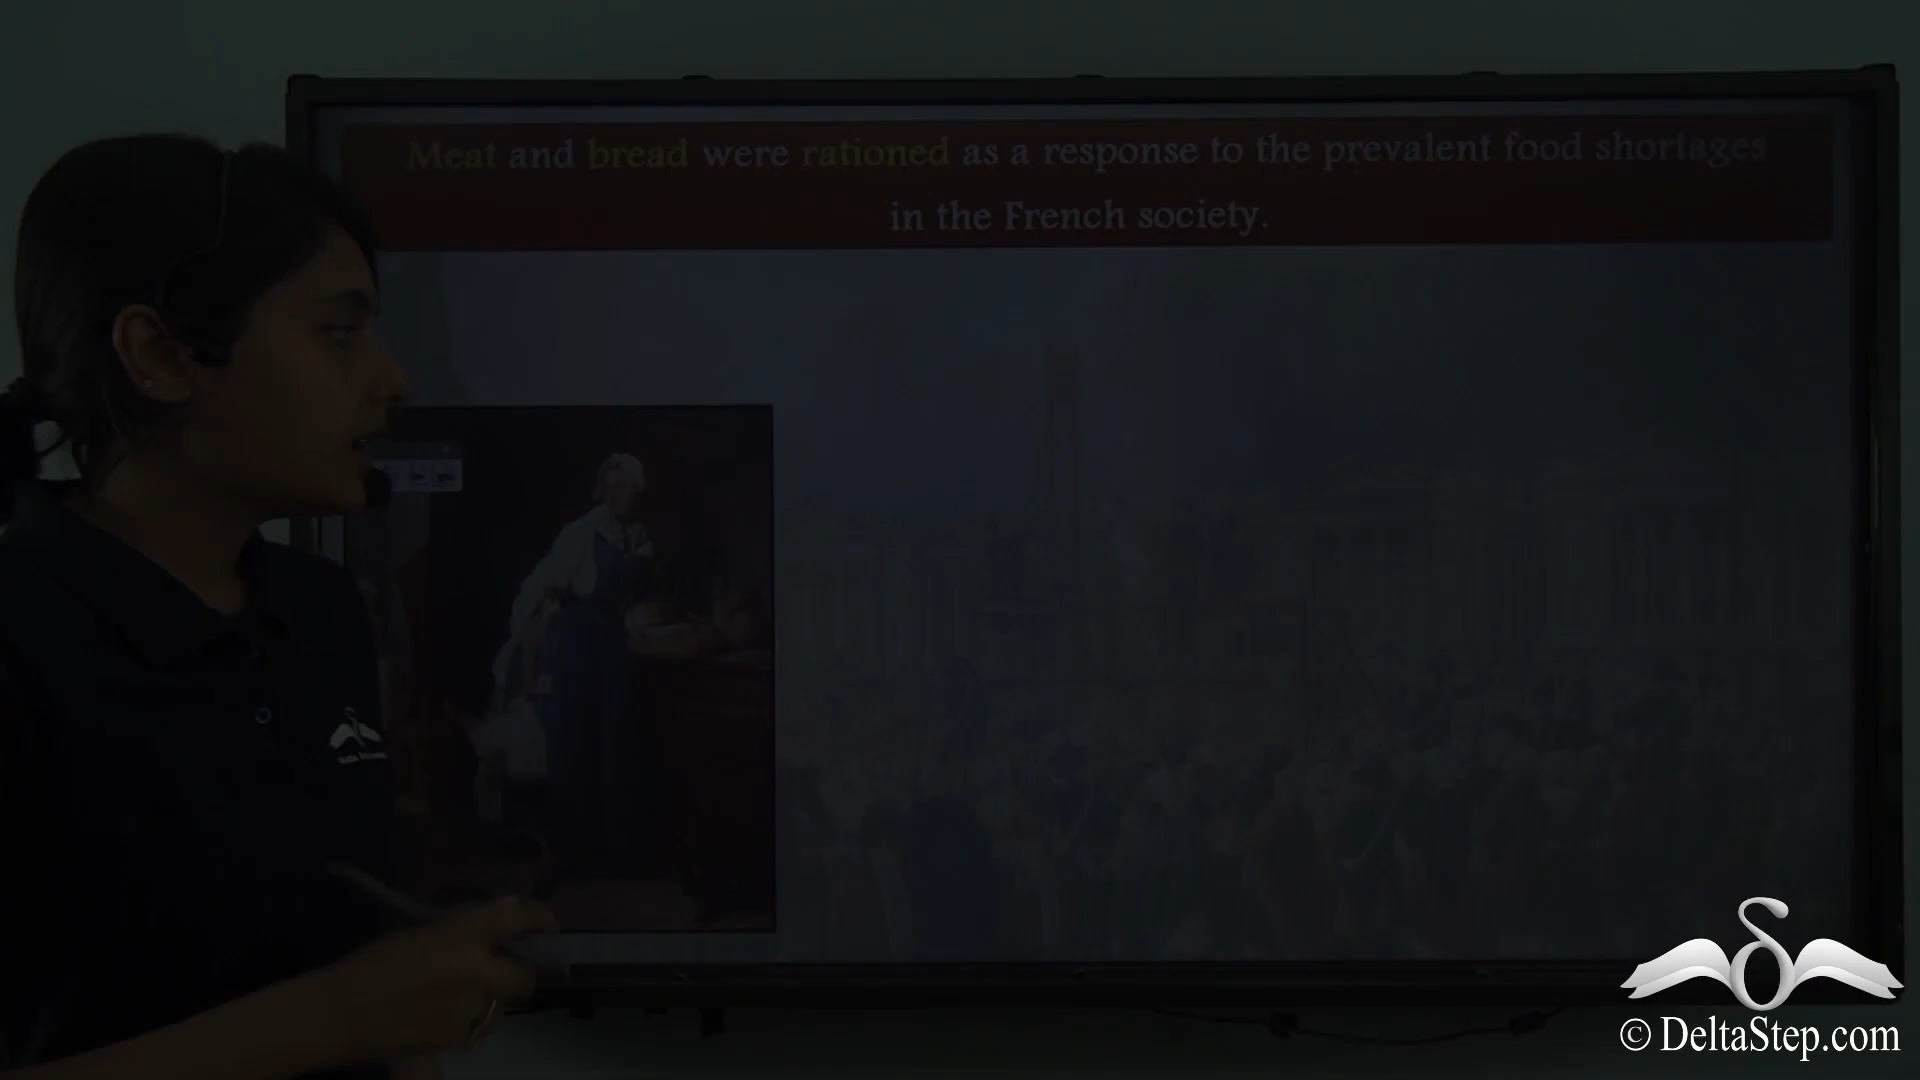 Meat and bread were rationed as a response to the prevalent food shortages
in the French society.
© DeltaStep.com